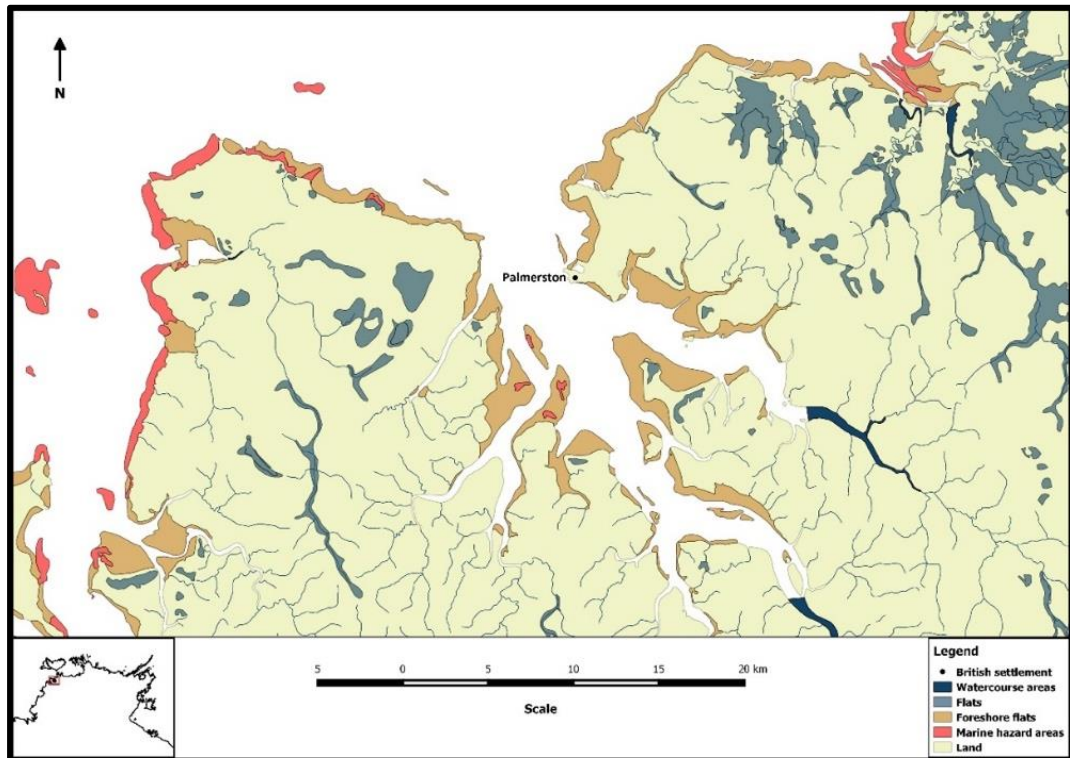 N
Palmerston
5 0 5 10 15 20 km
Scale
Legend
British settlement
Watercourse areas
Flats
Foreshore flats
Marine hazard areas
Land